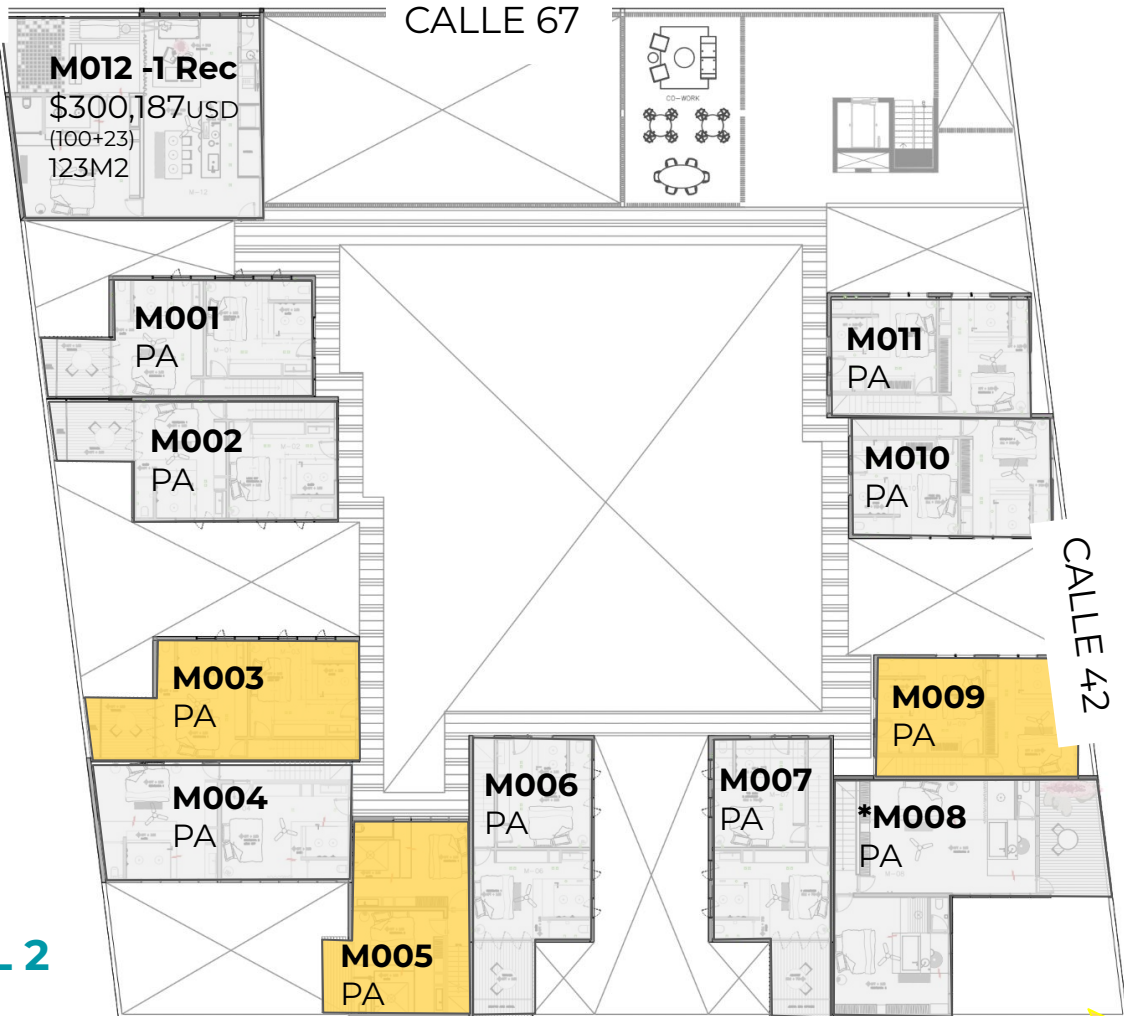 CALLE 67
M012 -1 Rec
$300,187USD
(100+23)
123M2
CO-WORK
M-12
M001
PA
M002
PA
M011
PA
M010
PA
CALLE 42
M003
PA
M009
PA
M004
PA
M006
PA
M007
PA
*M008
PA
M005
PA
L 2